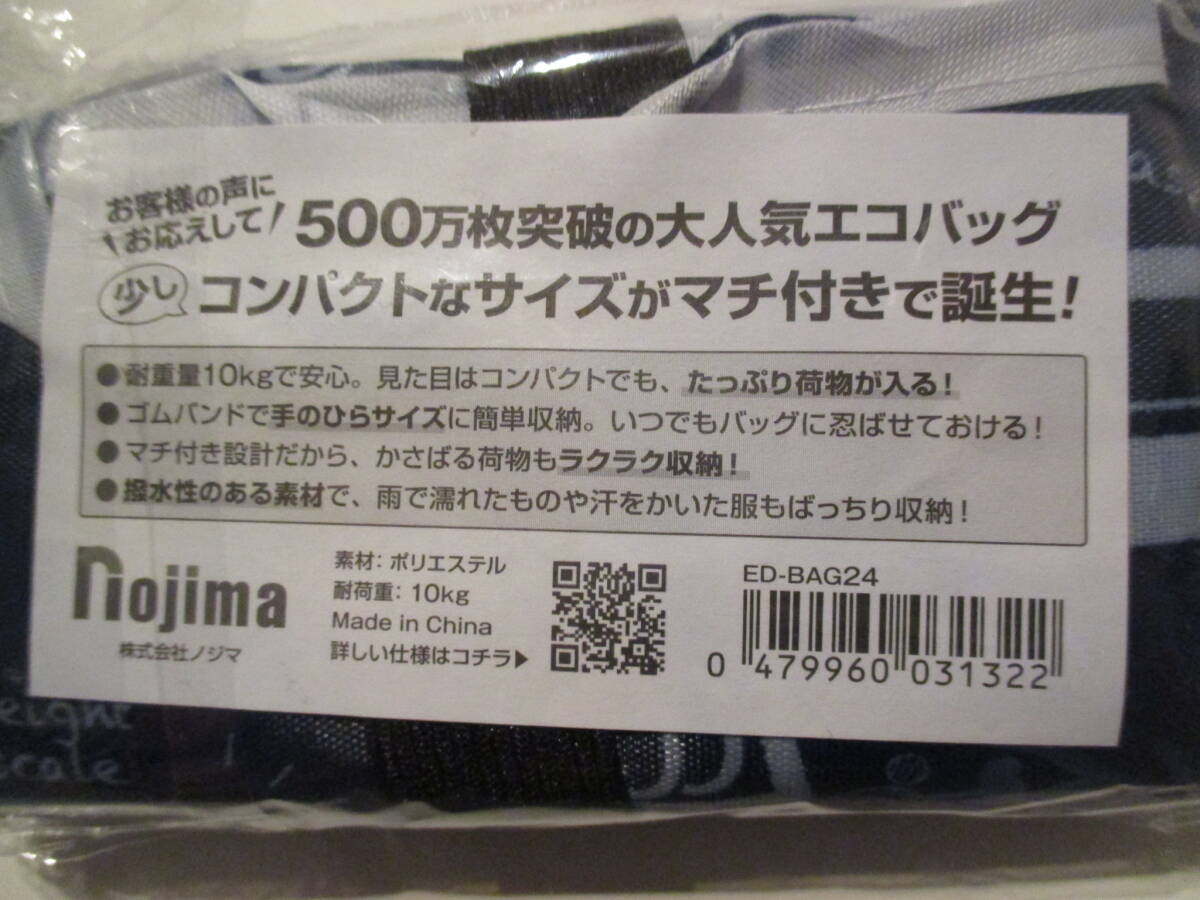 お客様の声に
お応えして
500万枚突破の大人気エコバッグ
少し コンパクトなサイズがマチ付きで誕生!
●耐重量10kgで安心。見た目はコンパクトでも、たっぷり荷物が入る!
●ゴムバンドで手のひらサイズに簡単収納。いつでもバッグに忍ばせておける!
●マチ付き設計だから、かさばる荷物もラクラク収納!
●撥水性のある素材で、雨で濡れたものや汗をかいた服もばっちり収納!
nojima
株式会社ノジマ
素材: ポリエステル
耐荷重: 10kg
Made in China
詳しい仕様はコチラ▶
ED-BAG24
0 479960 031322
eight
scale